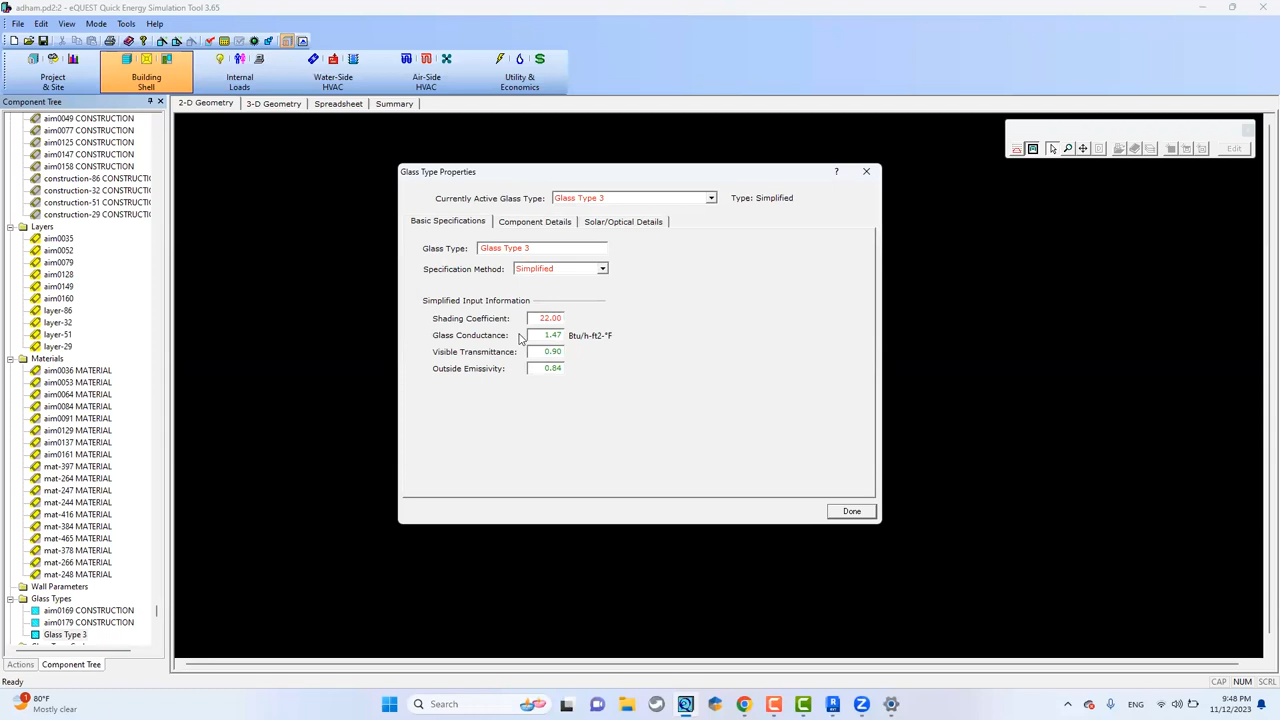 adham.pd2:2 - eQUEST Quick Energy Simulation Tool 3.65
File Edit View Mode Tools Help
Project & Site
Building Shell
Internal Loads
Water-Side HVAC
Air-Side HVAC
Utility & Economics
Component Tree
2-D Geometry 3-D Geometry Spreadsheet Summary
aim0049 CONSTRUCTION
aim0077 CONSTRUCTION
aim0125 CONSTRUCTION
aim0147 CONSTRUCTION
aim0158 CONSTRUCTION
construction-86 CONSTRUC
construction-32 CONSTRUC
construction-51 CONSTRUC
construction-29 CONSTRUC
Layers
aim0035
aim0052
aim0079
aim0128
aim0149
aim0160
layer-86
layer-32
layer-51
layer-29
Materials
aim0036 MATERIAL
aim0053 MATERIAL
aim0064 MATERIAL
aim0084 MATERIAL
aim0091 MATERIAL
aim0129 MATERIAL
aim0137 MATERIAL
aim0161 MATERIAL
mat-397 MATERIAL
mat-264 MATERIAL
mat-247 MATERIAL
mat-244 MATERIAL
mat-416 MATERIAL
mat-384 MATERIAL
mat-465 MATERIAL
mat-378 MATERIAL
mat-266 MATERIAL
mat-248 MATERIAL
Wall Parameters
Glass Types
aim0169 CONSTRUCTION
aim0179 CONSTRUCTION
Glass Type 3
Actions Component Tree
Edit
Glass Type Properties ?
Currently Active Glass Type: Glass Type 3 Type: Simplified
Basic Specifications Component Details Solar/Optical Details
Glass Type: Glass Type 3
Specification Method: Simplified
Simplified Input Information
Shading Coefficient: 22.00
Glass Conductance: 1.47 Btu/h-ft2-°F
Visible Transmittance: 0.90
Outside Emissivity: 0.84
Done
Ready CAP NUM SCRL
80°F
Mostly clear
Search
ENG
9:48 PM
11/12/2023